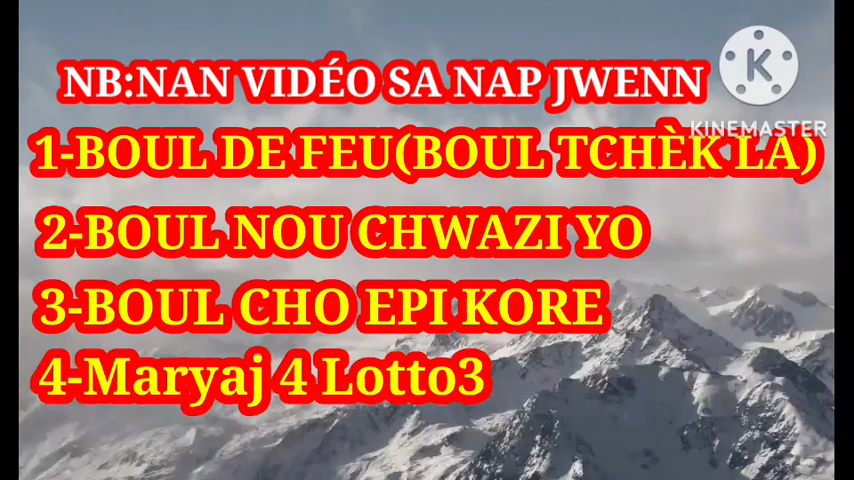 NB:NAN VIDÉO SA NAP JWENN
K
KINEMASTER
1-BOUL DE FEU(BOUL TCHÈK LA)
2-BOUL NOU CHWAZI YO
3-BOUL CHO EPI KORE
4-Maryaj 4 Lotto3